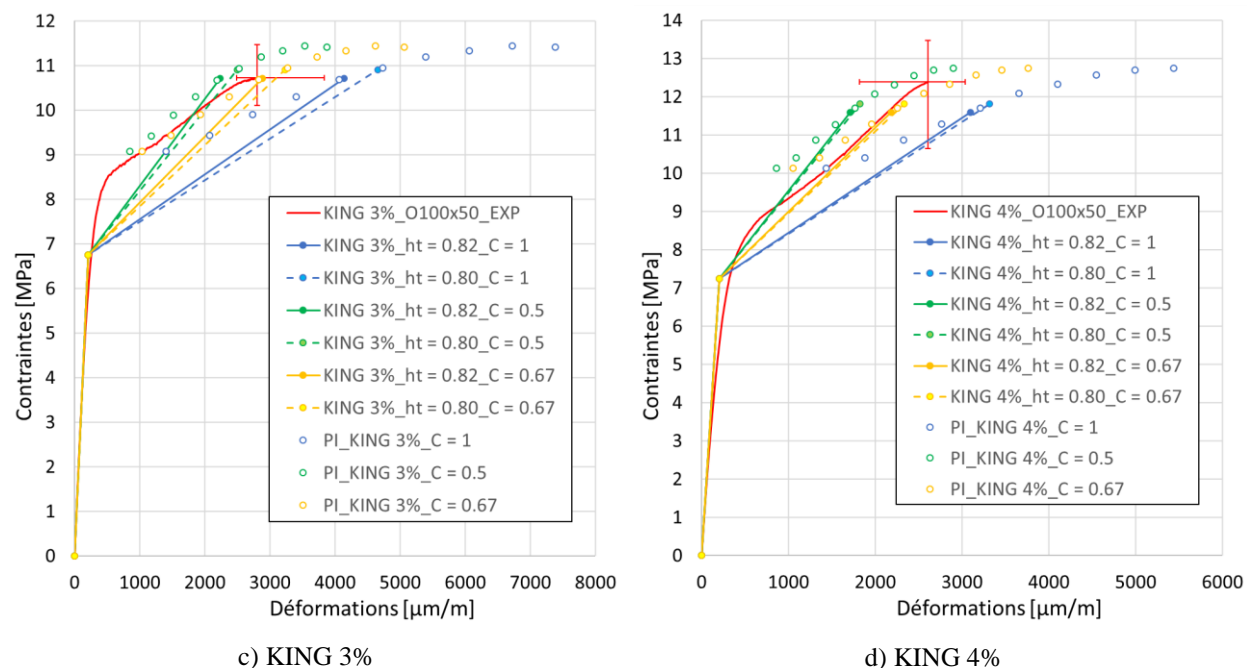 12
11
10
9
8
7
6
5
4
3
2
1
0
Contraintes [MPa]
KING 3%_O100x50_EXP
KING 3%_ht = 0.82_C = 1
KING 3%_ht = 0.80_C = 1
KING 3%_ht = 0.82_C = 0.5
KING 3%_ht = 0.80_C = 0.5
KING 3%_ht = 0.82_C = 0.67
KING 3%_ht = 0.80_C = 0.67
PI_KING 3%_C = 1
PI_KING 3%_C = 0.5
PI_KING 3%_C = 0.67
0 1000 2000 3000 4000 5000 6000 7000 8000
Déformations [µm/m]
c) KING 3%
14
13
12
11
10
9
8
7
6
5
4
3
2
1
0
Contraintes [MPa]
KING 4%_O100x50_EXP
KING 4%_ht = 0.82_C = 1
KING 4%_ht = 0.80_C = 1
KING 4%_ht = 0.82_C = 0.5
KING 4%_ht = 0.80_C = 0.5
KING 4%_ht = 0.82_C = 0.67
KING 4%_ht = 0.80_C = 0.67
PI_KING 4%_C = 1
PI_KING 4%_C = 0.5
PI_KING 4%_C = 0.67
0 1000 2000 3000 4000 5000 6000
Déformations [µm/m]
d) KING 4%